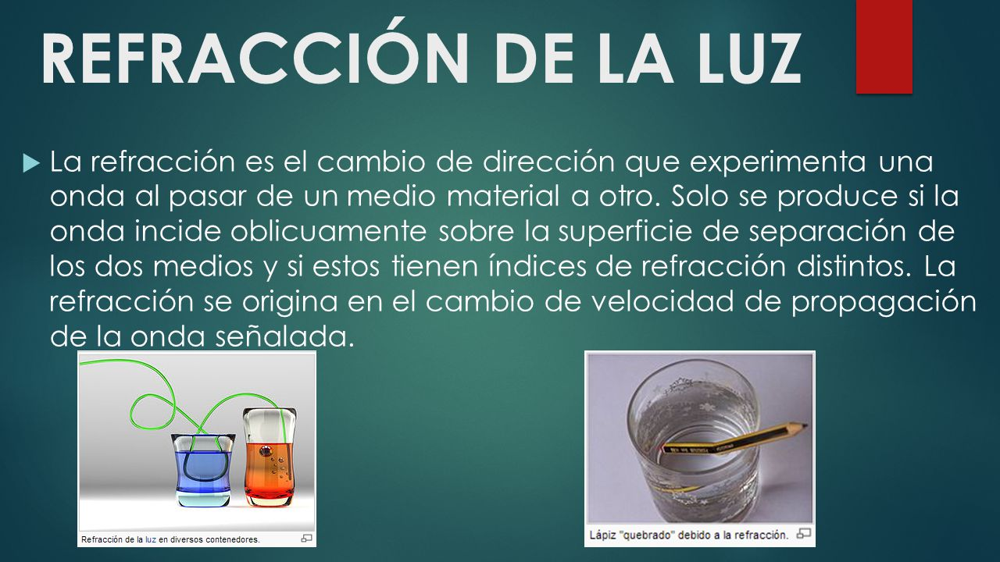 REFRACCIÓN DE LA LUZ
La refracción es el cambio de dirección que experimenta una
onda al pasar de un medio material a otro. Solo se produce si la
onda incide oblicuamente sobre la superficie de separación de
los dos medios y si estos tienen índices de refracción distintos. La
refracción se origina en el cambio de velocidad de propagación
de la onda señalada.
Refracción de la luz en diversos contenedores.
Lápiz "quebrado" debido a la refracción.